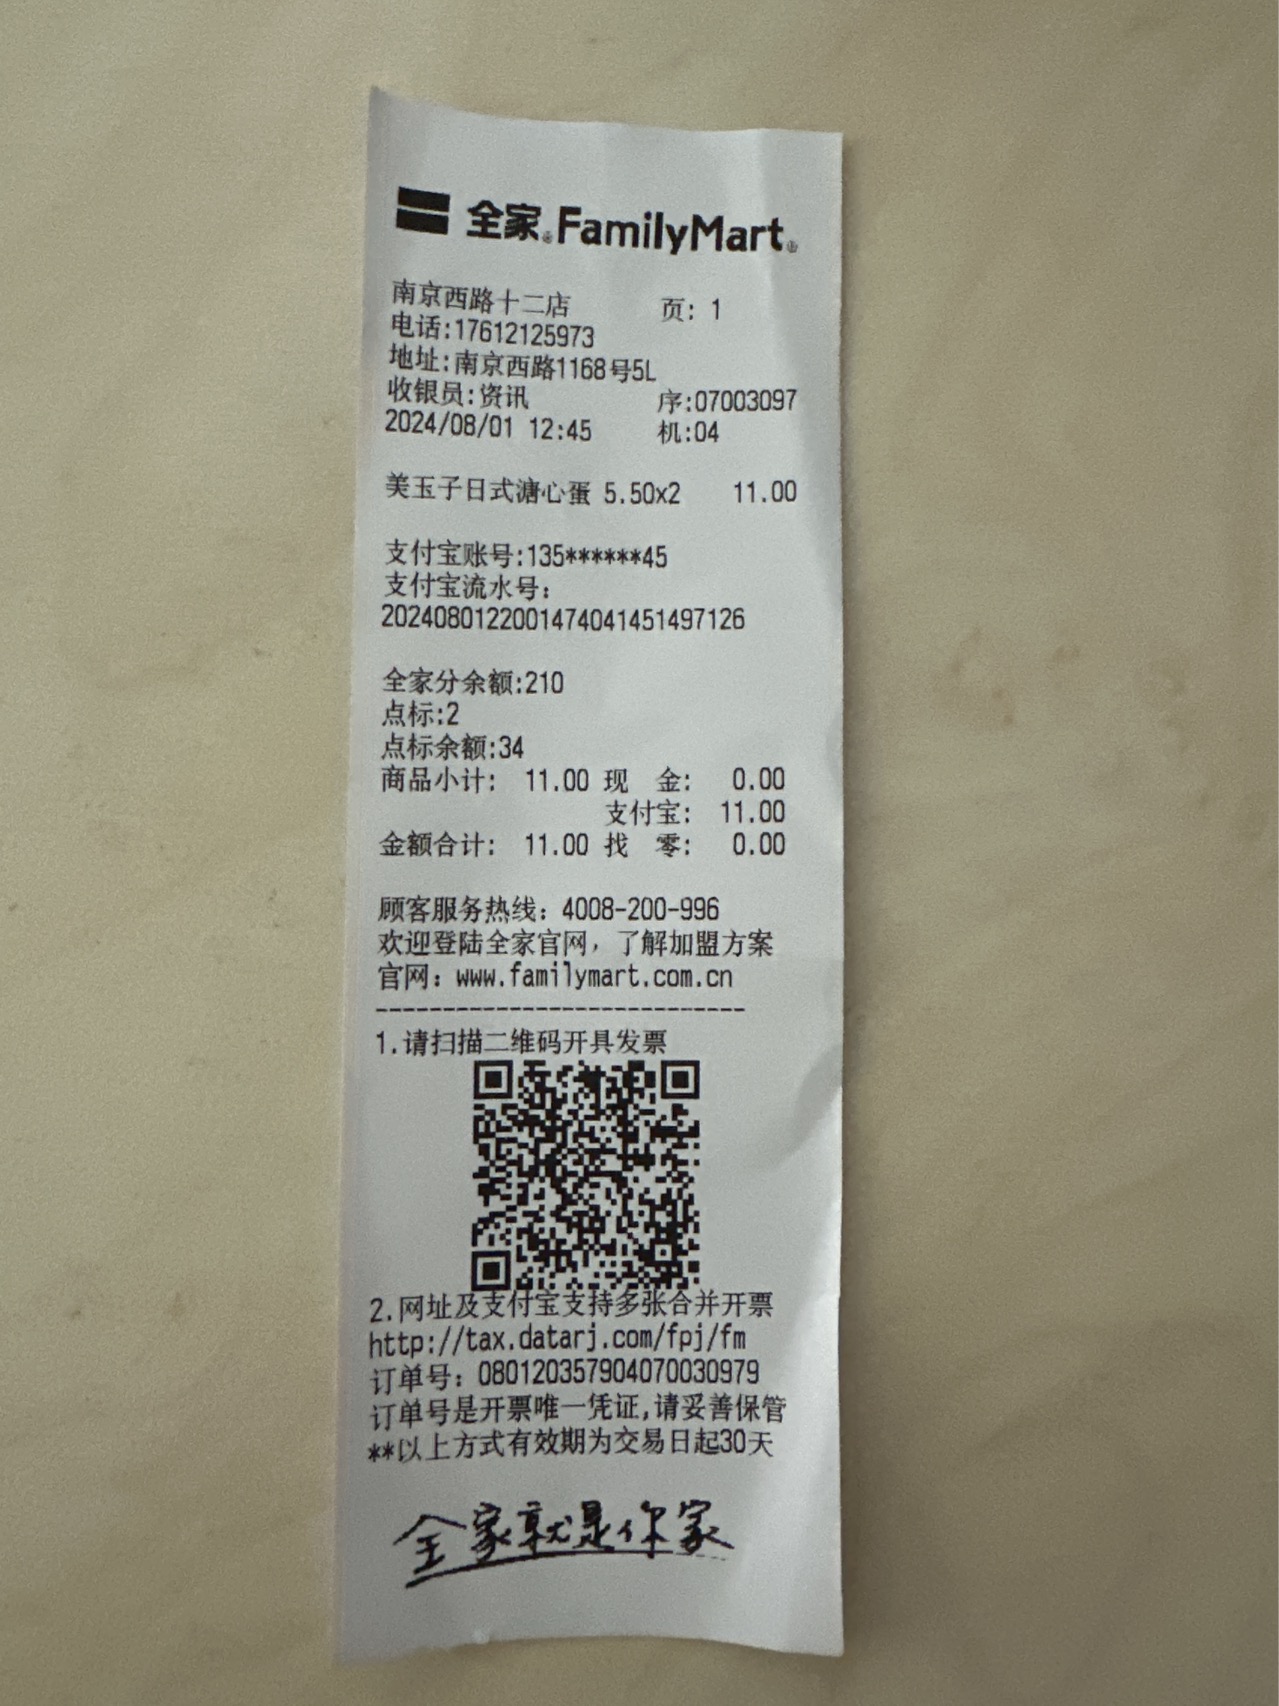 全家 FamilyMart
南京西路十二店 页: 1
电话:17612125973
地址:南京西路1168号5L
收银员:资讯 序:07003097
2024/08/01 12:45 机:04
美玉子日式溏心蛋 5.50x2 11.00
支付宝账号:135******45
支付宝流水号:
2024080122001474041451497126
全家分余额:210
点标:2
点标余额:34
商品小计: 11.00 现 金: 0.00
支付宝: 11.00
金额合计: 11.00 找 零: 0.00
顾客服务热线: 4008-200-996
欢迎登陆全家官网，了解加盟方案
官网: www.familymart.com.cn
----------------------------
1.请扫描二维码开具发票
2.网址及支付宝支持多张合并开票
http://tax.datarj.com/fpj/fm
订单号: 080120357904070030979
订单号是开票唯一凭证,请妥善保管
**以上方式有效期为交易日起30天
全家就是你家